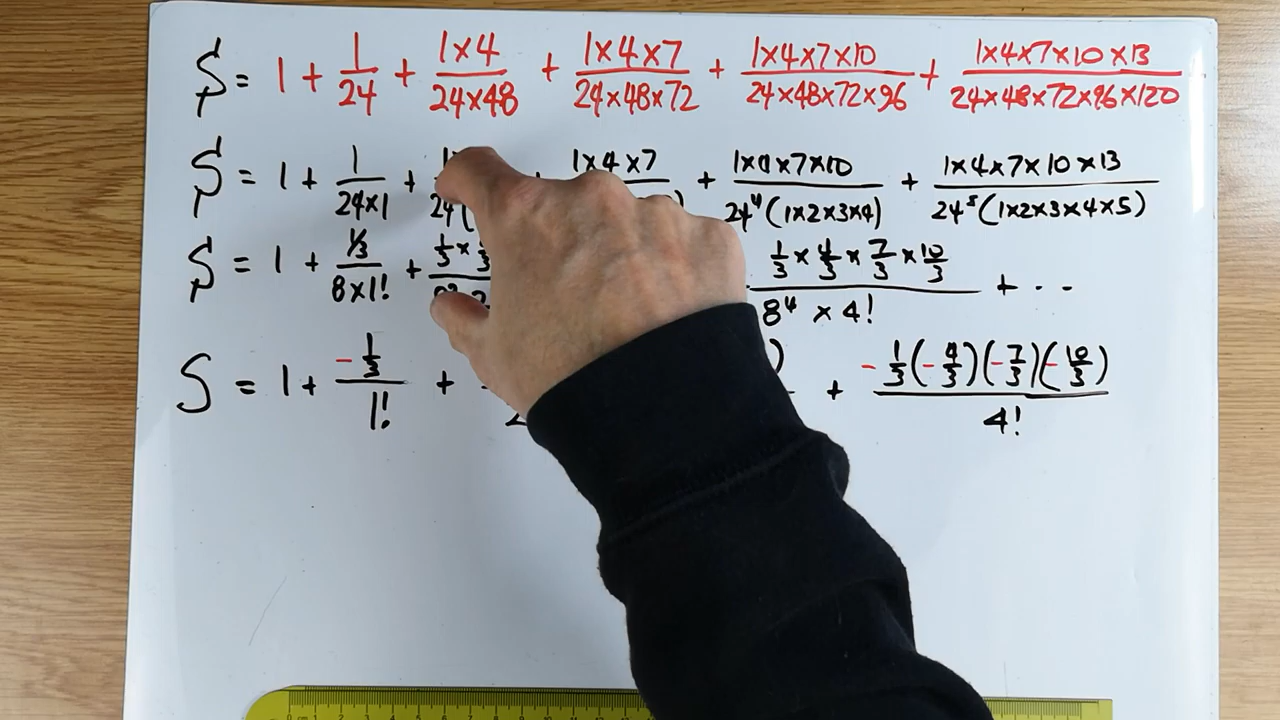 S = 1 + 1/24 + 1×4/24×48 + 1×4×7/24×48×72 + 1×4×7×10/24×48×72×96 + 1×4×7×10×13/24×48×72×96×120
S = 1 + 1/24×1 + 1×4×7 + 1×4×7×10/24⁴(1×2×3×4) + 1×4×7×10×13/24⁵(1×2×3×4×5)
S = 1 + 1/3/8×1! + 1/3 × 1/3 × 4/3 × 7/3 × 10/3/8⁴ × 4! + ..
S = 1 + -1/3/1! + + -1/3(-4/3)(-7/3)(-10/3)/4!